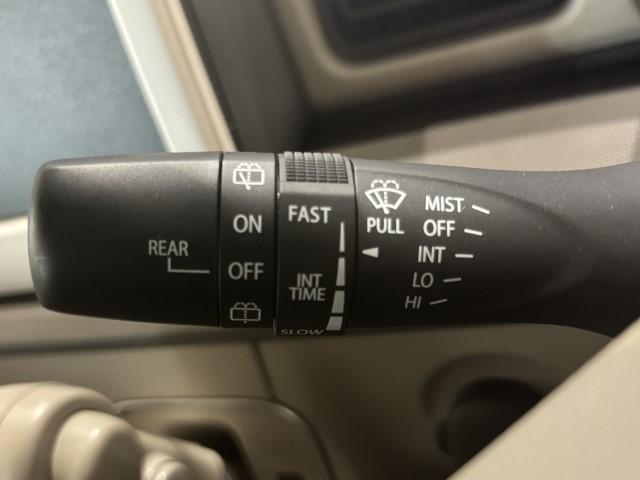 REAR
ON
OFF
FAST
INT
TIME
SLOW
PULL
MIST
OFF
INT
LO
HI